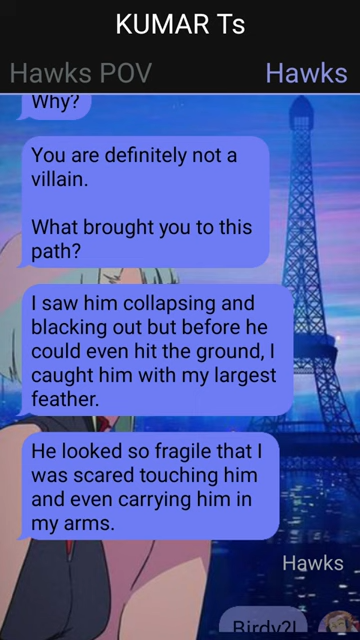 KUMAR Ts
Hawks POV
Hawks
Why?
You are definitely not a
villain.
What brought you to this
path?
I saw him collapsing and
blacking out but before he
could even hit the ground, I
caught him with my largest
feather.
He looked so fragile that I
was scared touching him
and even carrying him in
my arms.
Hawks
Birdy?!